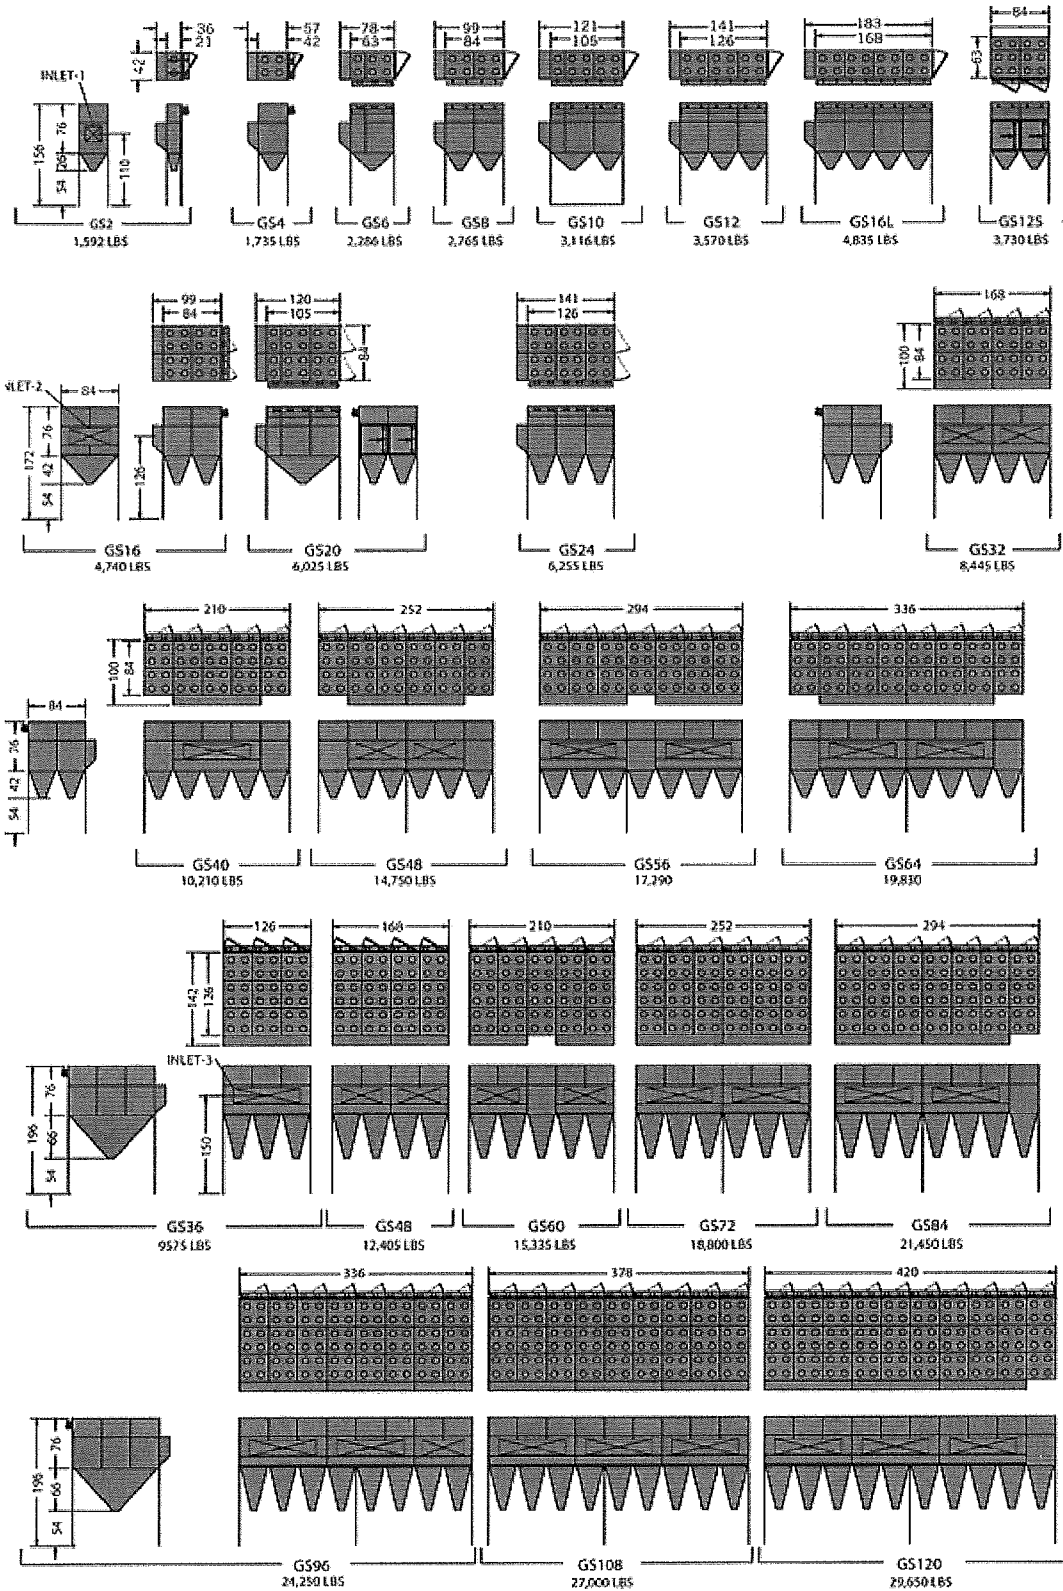 36 57 78 99 121 141 183 84
21 42 63 84 105 126 168
42 63
INLET-1
156 76 26 54 110
GS2 GS4 GS6 GS8 GS10 GS12 GS16L GS12S
1,592 LBS 1,735 LBS 2,286 LBS 2,765 LBS 3,116 LBS 3,570 LBS 4,835 LBS 3,730 LBS
99 120 141 168
84 105 126
84 100 84
NLET-2 84
172 76 42 54 126
GS16 GS20 GS24 GS32
4,740 LBS 6,025 LBS 6,255 LBS 8,445 LBS
210 252 294 336
100 84
84
76 42 54
GS40 GS48 GS56 GS64
10,210 LBS 14,750 LBS 17,290 19,830
126 168 210 252 294
142 126
INLET-3
196 76 66 54 150
GS36 GS48 GS60 GS72 GS84
9575 LBS 12,405 LBS 15,335 LBS 18,800 LBS 21,450 LBS
336 378 420
196 76 66 54
GS96 GS108 GS120
24,250 LBS 27,000 LBS 29,650 LBS